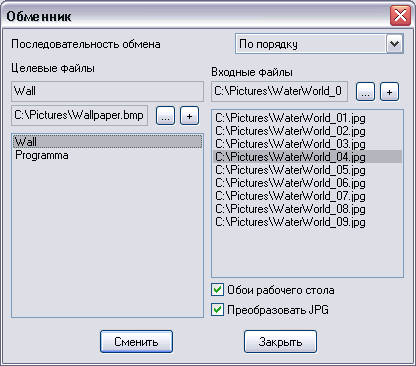 Обменник
Последовательность обмена
По порядку
Целевые файлы
Входные файлы
Wall
C:\Pictures\WaterWorld_0
...
+
C:\Pictures\Wallpaper.bmp
...
+
Wall
Programma
C:\Pictures\WaterWorld_01.jpg
C:\Pictures\WaterWorld_02.jpg
C:\Pictures\WaterWorld_03.jpg
C:\Pictures\WaterWorld_04.jpg
C:\Pictures\WaterWorld_05.jpg
C:\Pictures\WaterWorld_06.jpg
C:\Pictures\WaterWorld_07.jpg
C:\Pictures\WaterWorld_08.jpg
C:\Pictures\WaterWorld_09.jpg
Обои рабочего стола
Преобразовать JPG
Сменить
Закрыть